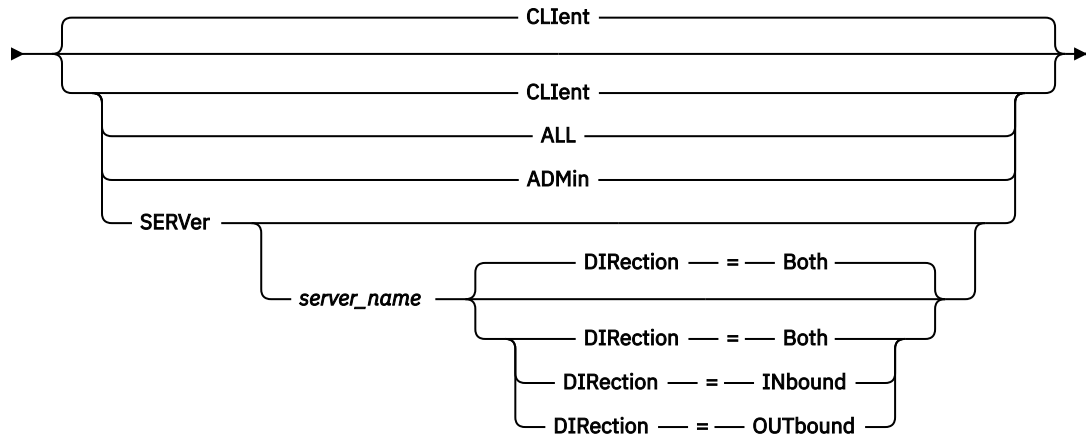 CLIent
CLIent
ALL
ADMin
SERVer
DIRection = Both
server_name
DIRection = Both
DIRection = INbound
DIRection = OUTbound